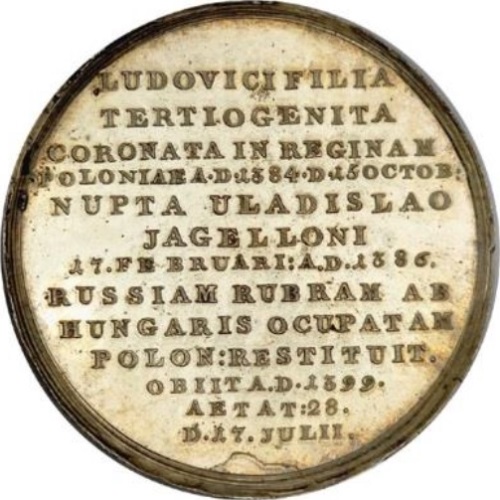 LUDOVICI FILIA
TERTIOGENITA
CORONATA IN REGINAM
POLONIAE A.D.1384.D.15 OCTOB:
NUPTA ULADISLAO
JAGELLONI
17.FEBRUARI:A.D.1386.
RUSSIAM RUBRAM AB
HUNGARIS OCUPATAM
POLON:RESTITUIT.
OBIIT A.D.1399.
AETAT:28.
D.17.JULII.